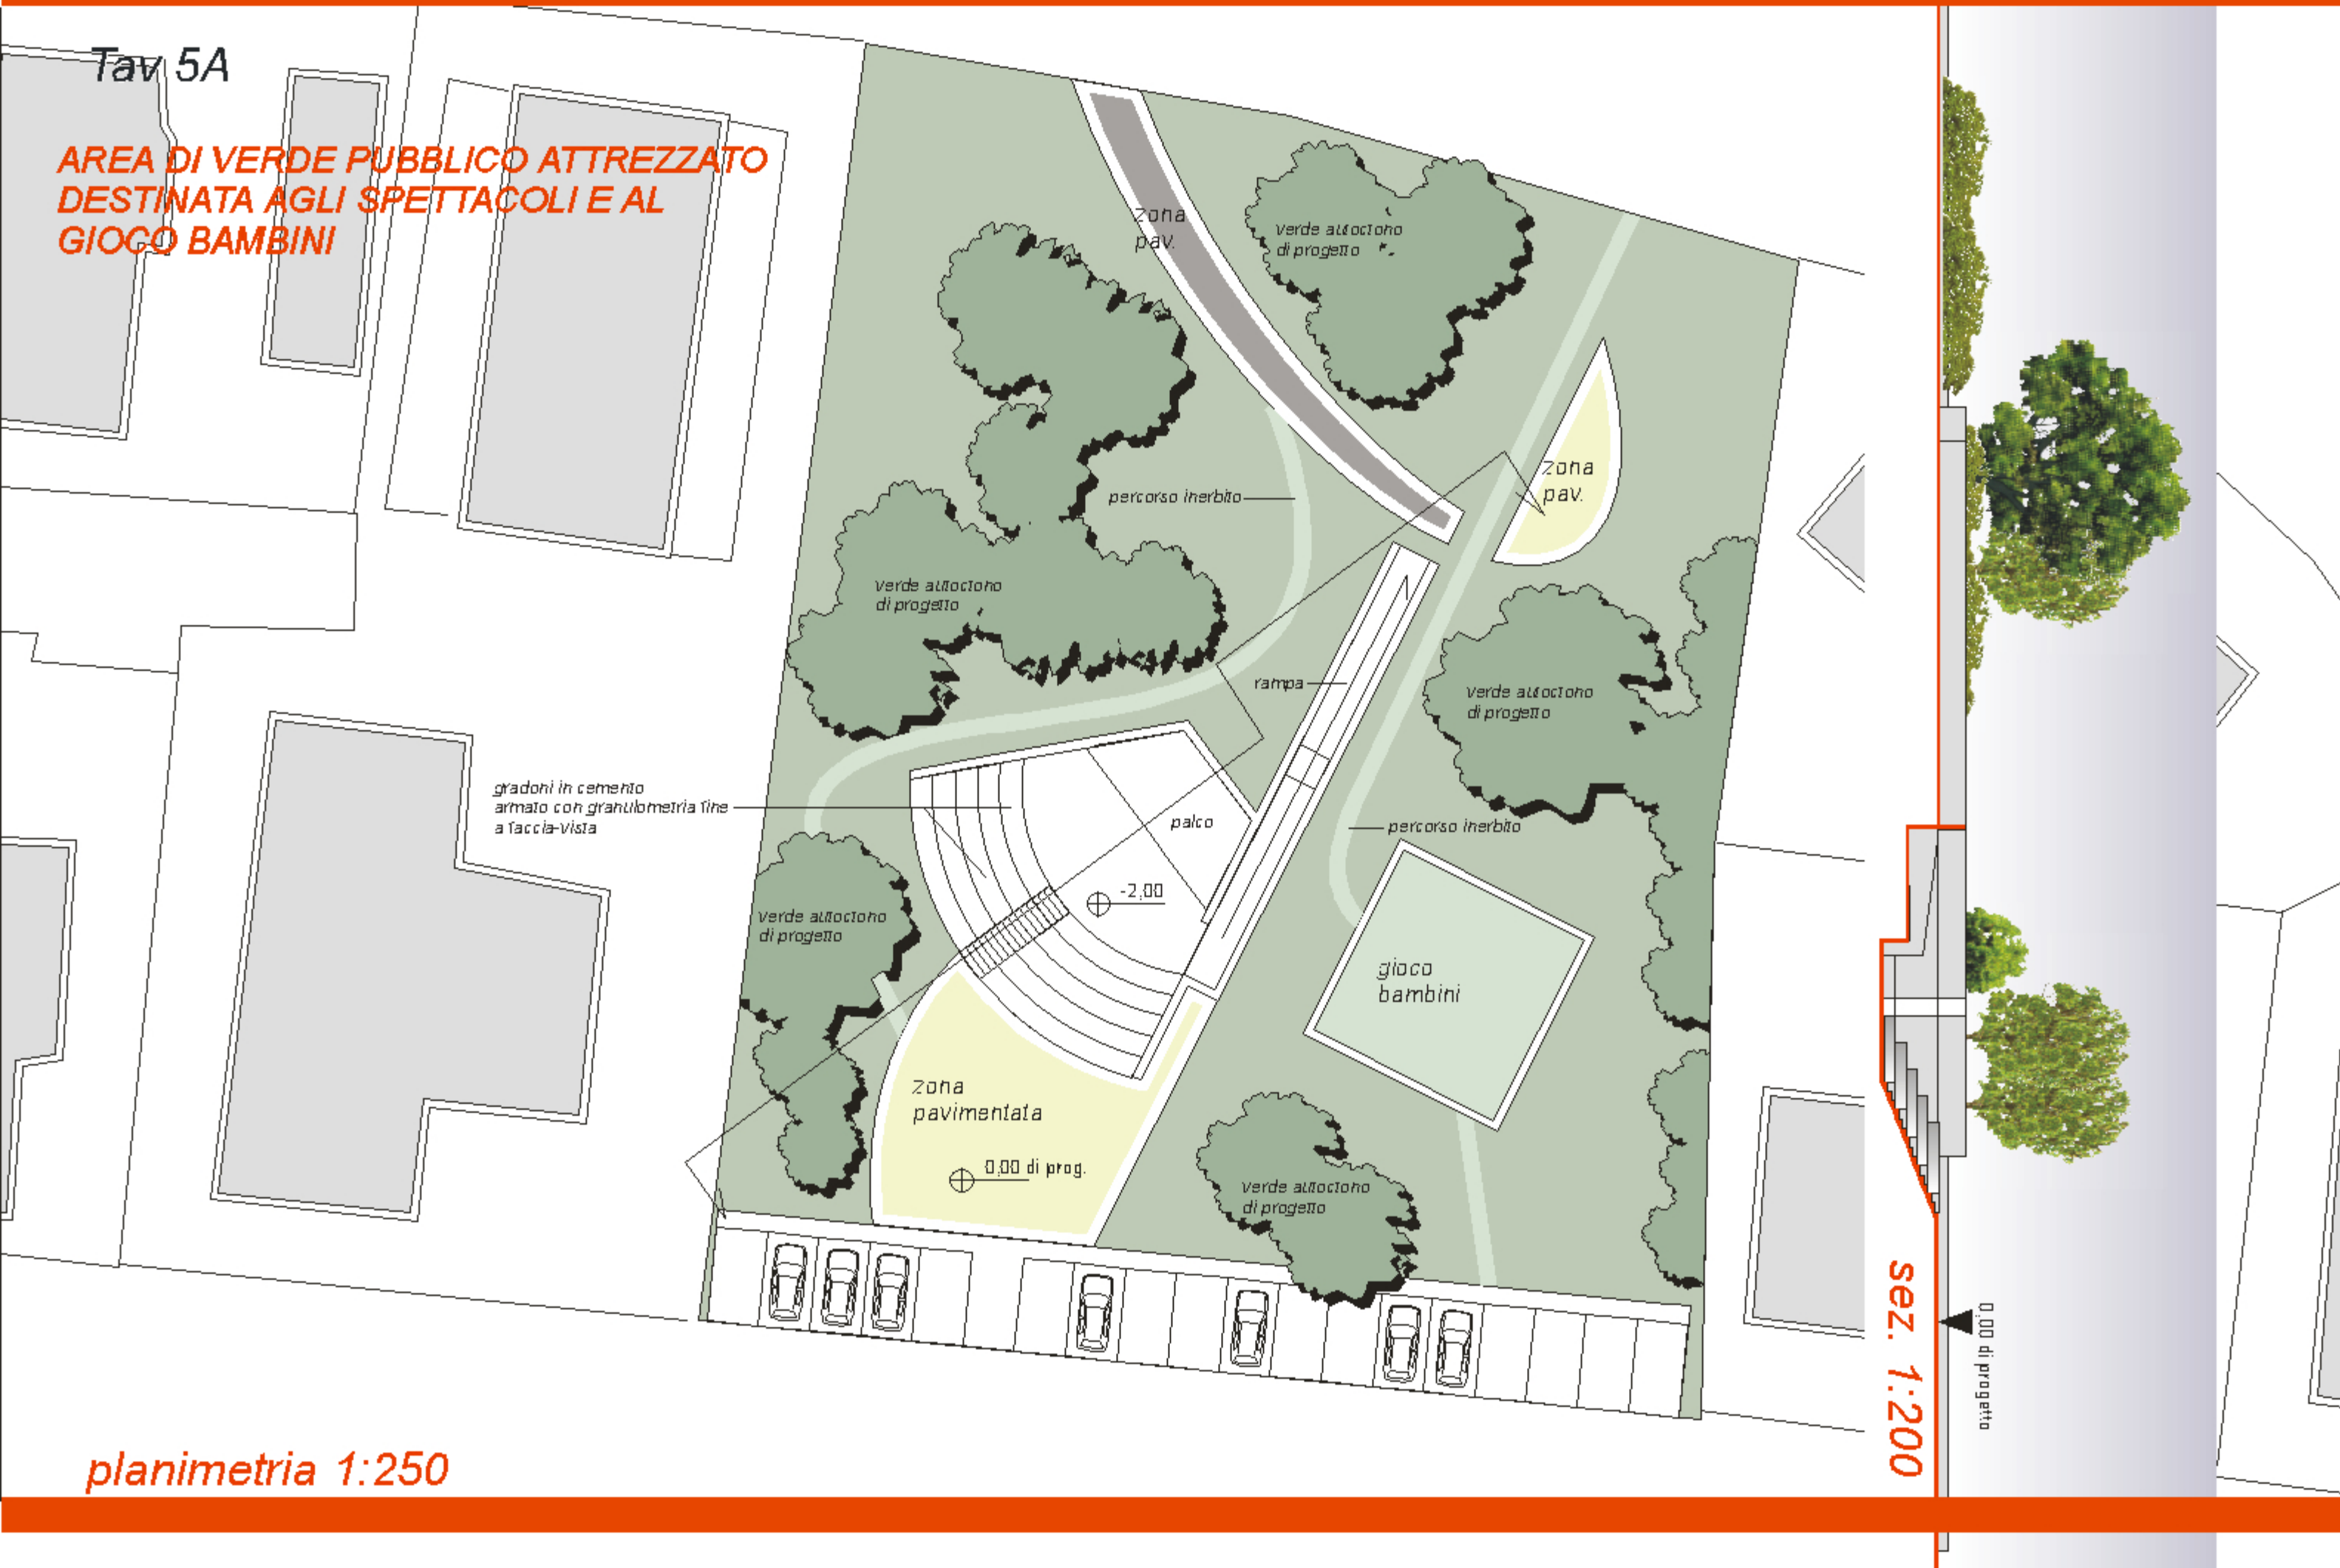 Tav 5A
AREA DI VERDE PUBBLICO ATTREZZATO
DESTINATA AGLI SPETTACOLI E AL
GIOCO BAMBINI
zona
pav.
verde autoctono
di progetto
zona
pav.
percorso inerbito
verde autoctono
di progetto
rampa
verde autoctono
di progetto
gradoni in cemento
armato con granulometria fine
a faccia-vista
palco
percorso inerbito
-2,00
verde autoctono
di progetto
gioco
bambini
zona
pavimentata
0,00 di prog.
verde autoctono
di progetto
planimetria 1:250
sez. 1:200
0,00 di progetto